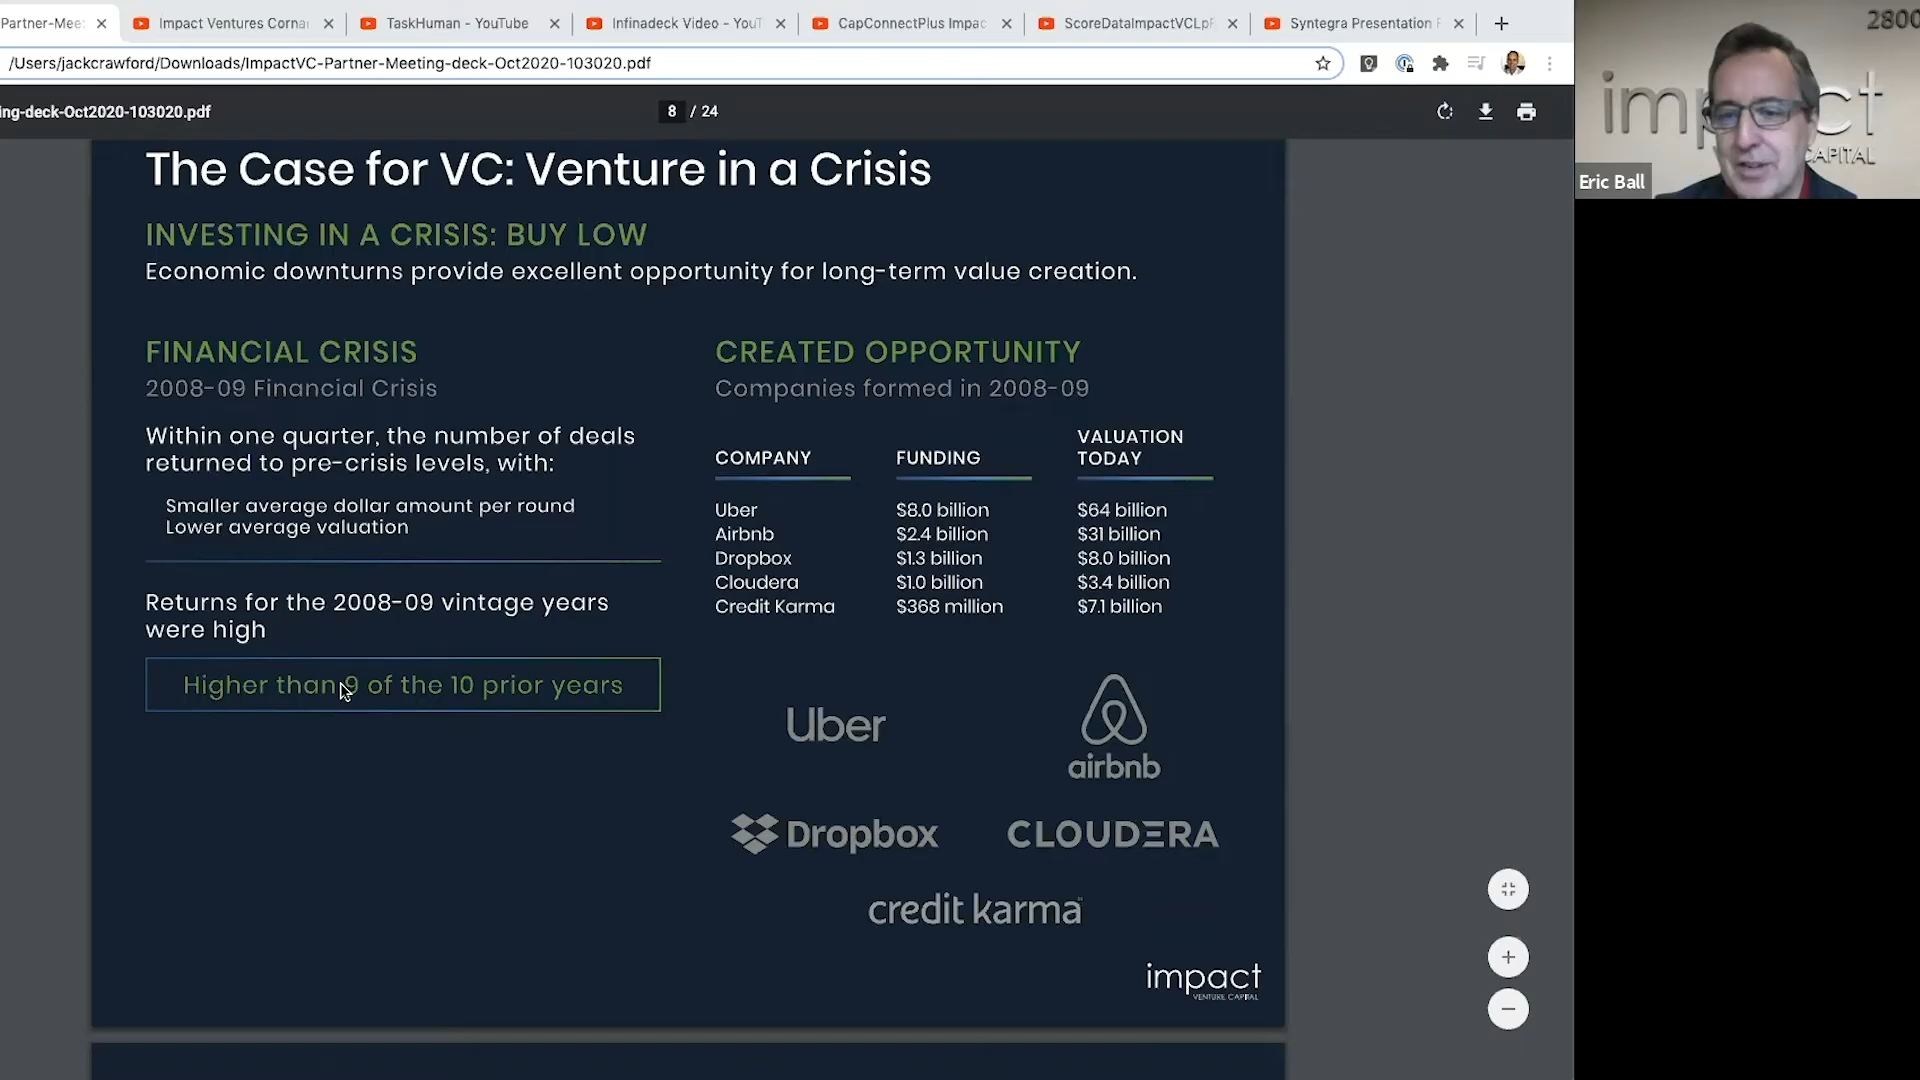 Partner-Mee
Impact Ventures Corna
TaskHuman - YouTube
Infinadeck Video - YouT
CapConnectPlus Impac
ScoreDataImpactVCLpP
Syntegra Presentation
/Users/jackcrawford/Downloads/ImpactVC-Partner-Meeting-deck-Oct2020-103020.pdf
ing-deck-Oct2020-103020.pdf
8 / 24
The Case for VC: Venture in a Crisis
INVESTING IN A CRISIS: BUY LOW
Economic downturns provide excellent opportunity for long-term value creation.
FINANCIAL CRISIS
2008-09 Financial Crisis
Within one quarter, the number of deals
returned to pre-crisis levels, with:
Smaller average dollar amount per round
Lower average valuation
Returns for the 2008-09 vintage years
were high
Higher than 9 of the 10 prior years
CREATED OPPORTUNITY
Companies formed in 2008-09
COMPANY FUNDING VALUATION
TODAY
Uber $8.0 billion $64 billion
Airbnb $2.4 billion $31 billion
Dropbox $1.3 billion $8.0 billion
Cloudera $1.0 billion $3.4 billion
Credit Karma $368 million $7.1 billion
Uber
airbnb
Dropbox
CLOUDERA
credit karma
impact
VENTURE CAPITAL
2800
imp ct
CAPITAL
Eric Ball